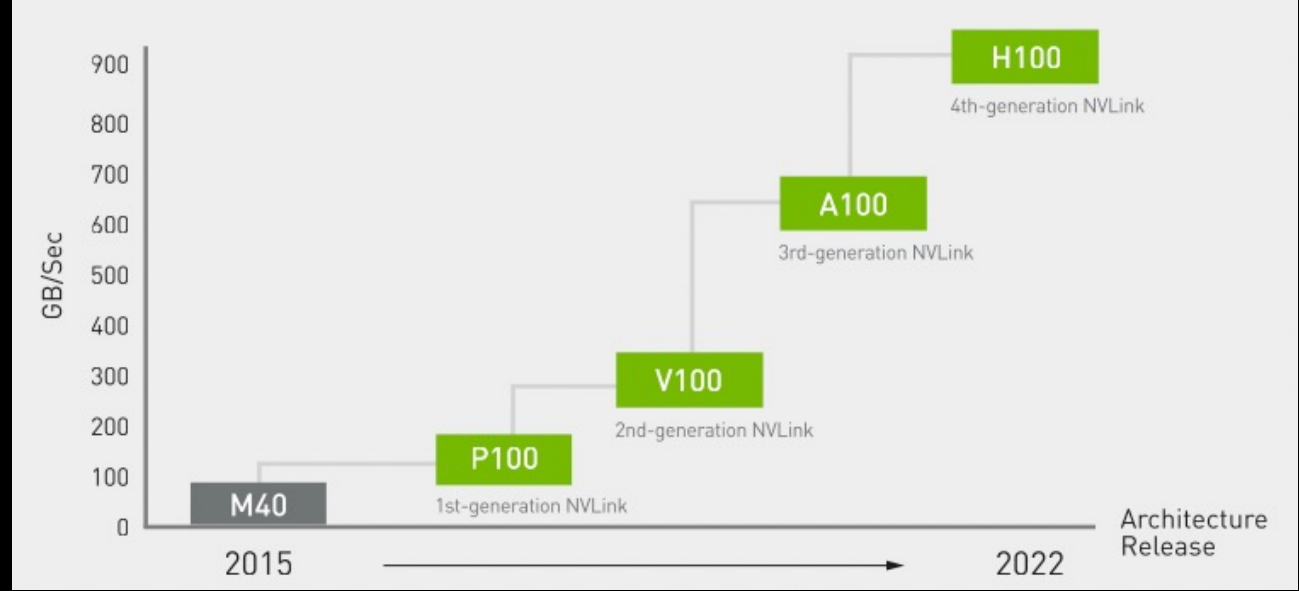 900
800
700
600
500
400
300
200
100
0
GB/Sec
H100
4th-generation NVLink
A100
3rd-generation NVLink
V100
2nd-generation NVLink
P100
1st-generation NVLink
M40
2015
2022
Architecture
Release